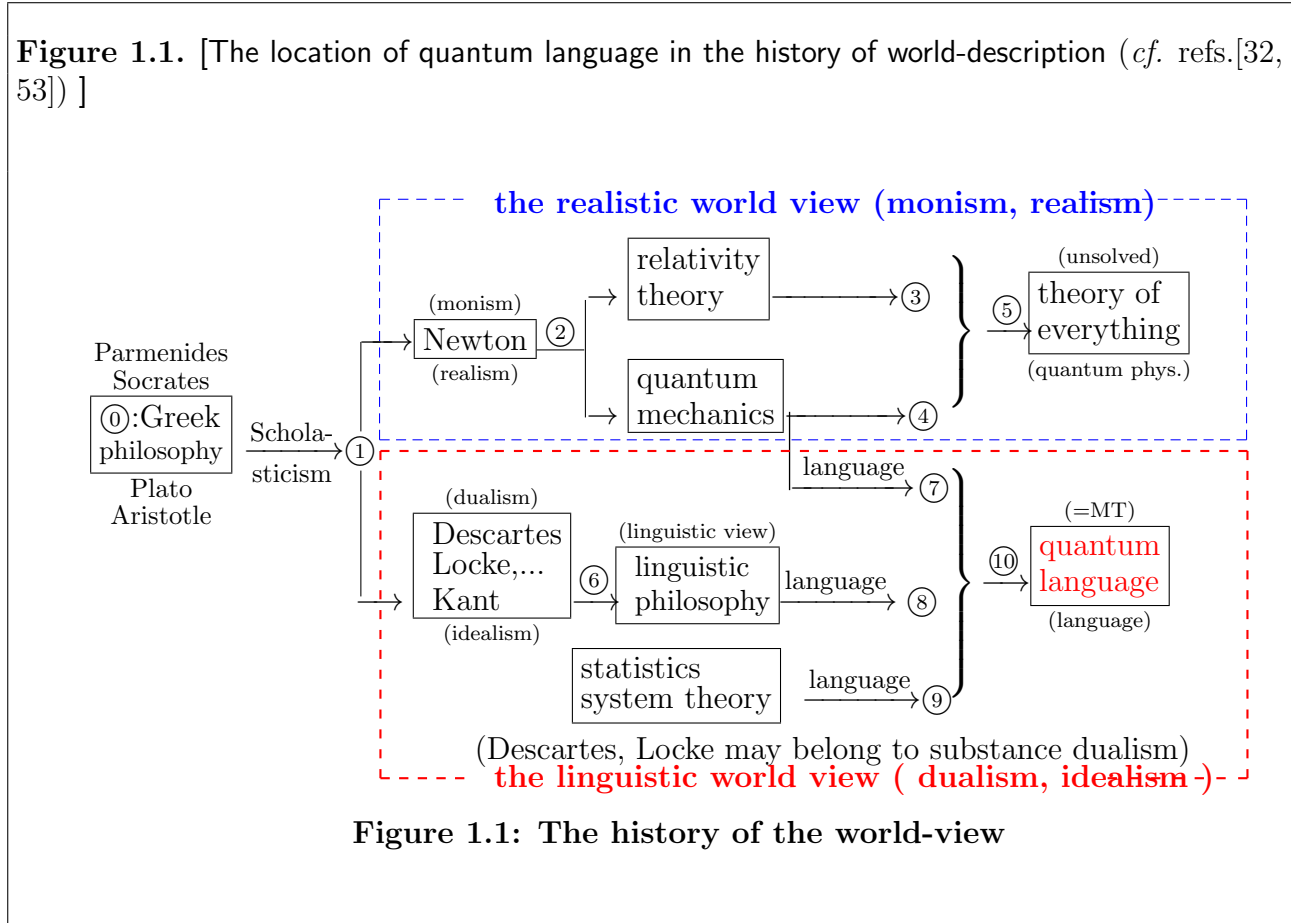 Figure 1.1. [The location of quantum language in the history of world-description (cf. refs.[32,
53]) ]
the realistic world view (monism, realism)
Parmenides
Socrates
⓪:Greek
philosophy
Plato
Aristotle
Schola-
sticism
①
(monism)
Newton
(realism)
②
relativity
theory
③
quantum
mechanics
④
⑤
(unsolved)
theory of
everything
(quantum phys.)
language
⑦
(dualism)
Descartes
Locke,...
Kant
(idealism)
⑥
(linguistic view)
linguistic
philosophy
language
⑧
statistics
system theory
language
⑨
⑩
(=MT)
quantum
language
(language)
(Descartes, Locke may belong to substance dualism)
the linguistic world view ( dualism, idealism )
Figure 1.1: The history of the world-view